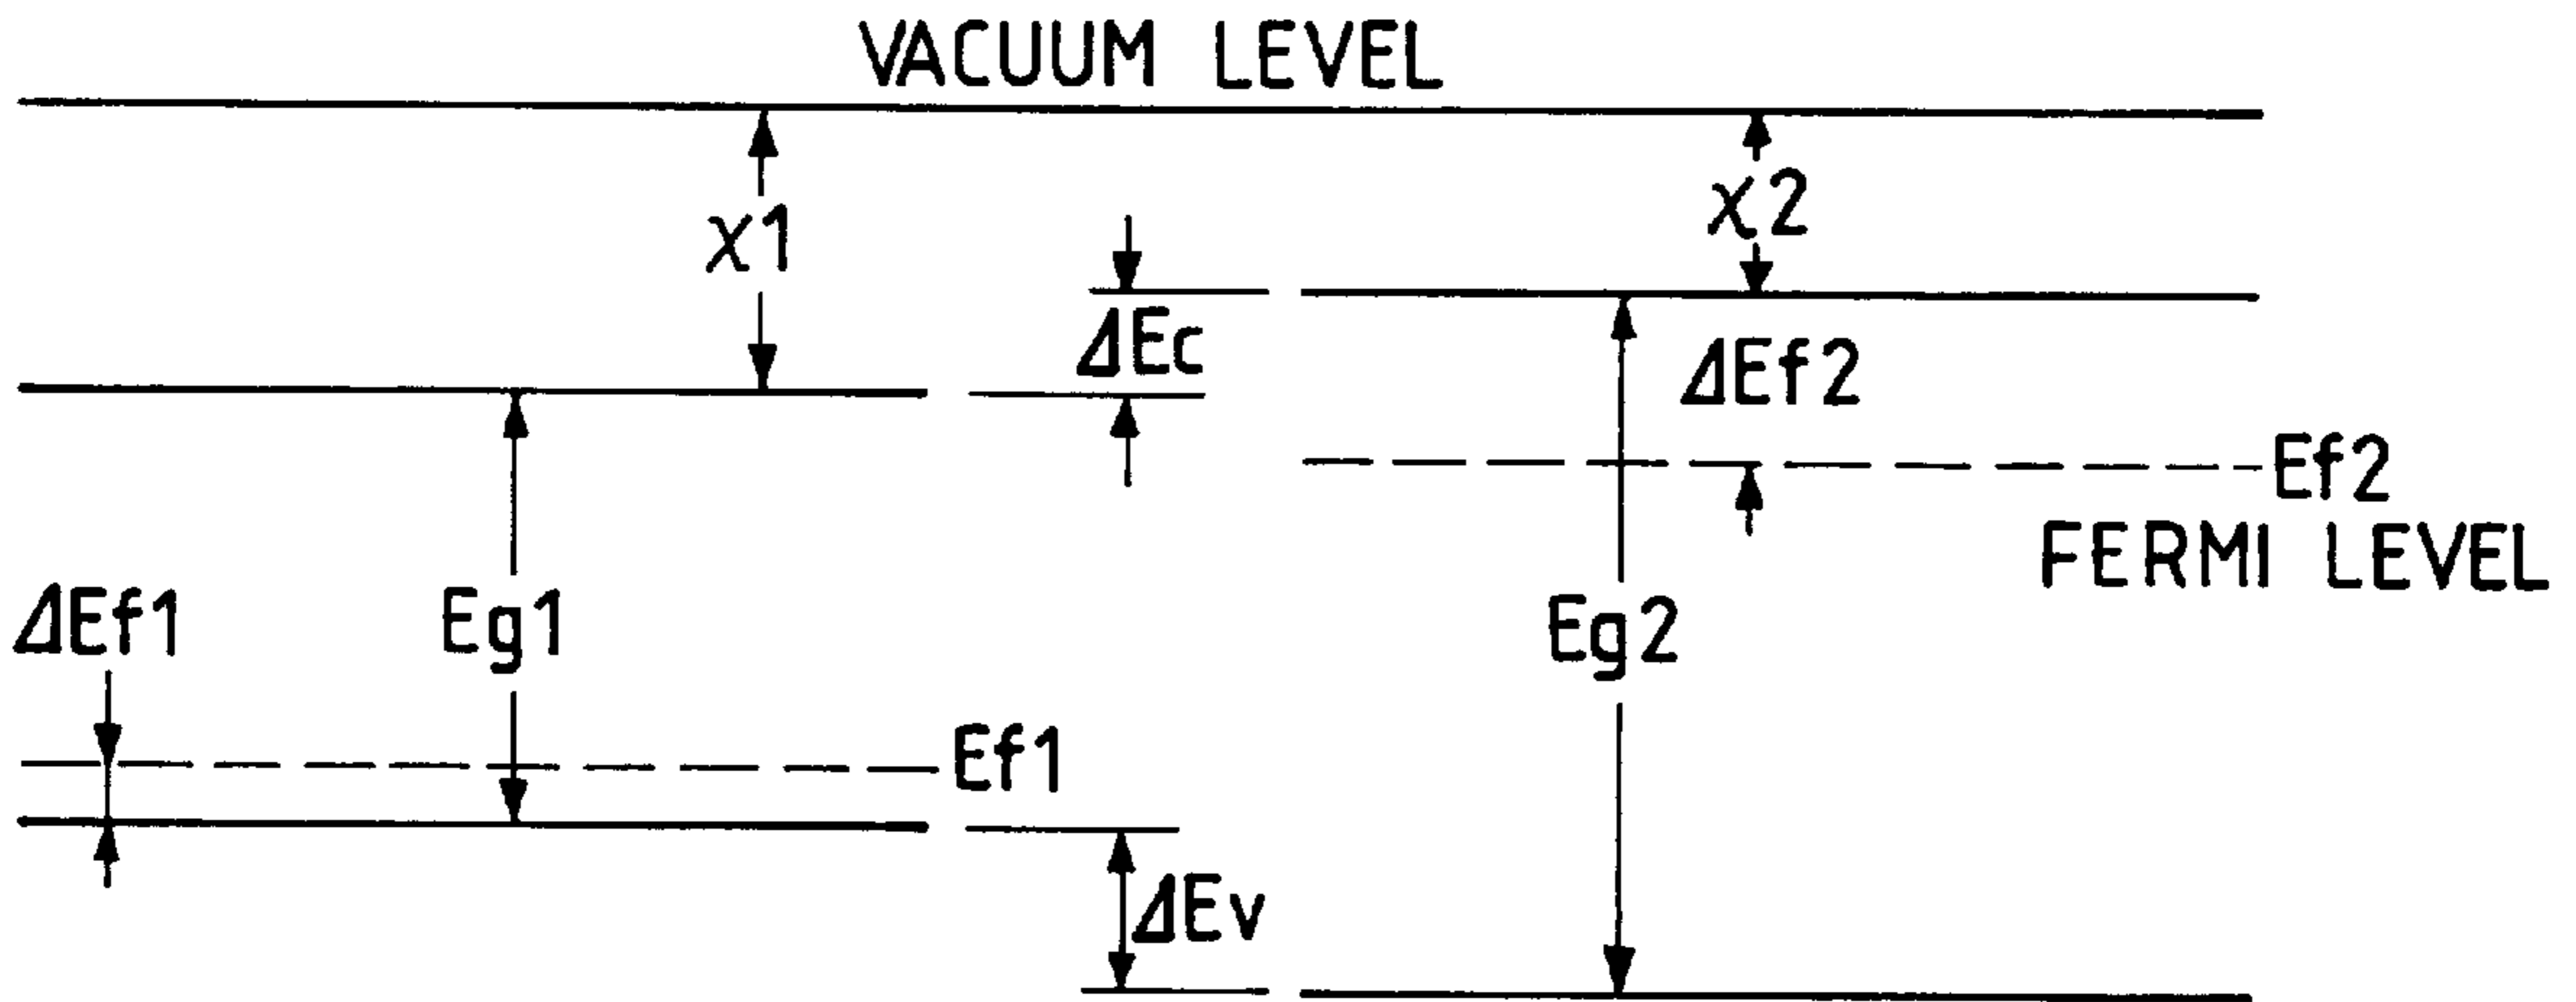 VACUUM LEVEL
χ1
χ2
ΔEc
ΔEf2
Ef2
FERMI LEVEL
ΔEf1
Eg1
Eg2
Ef1
ΔEv